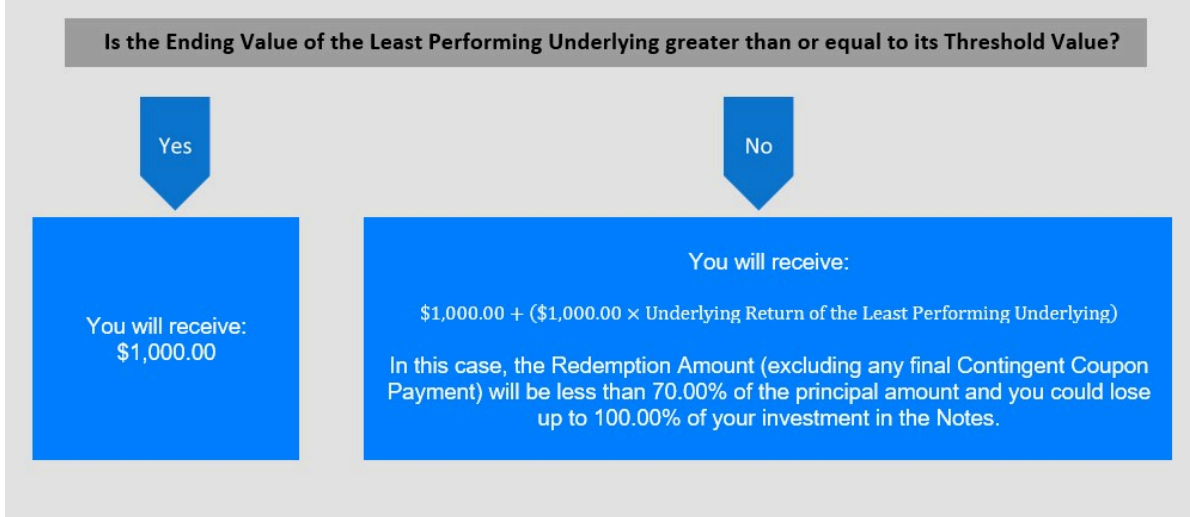 Is the Ending Value of the Least Performing Underlying greater than or equal to its Threshold Value?
Yes
No
You will receive:
$1,000.00
You will receive:
$1,000.00 + ($1,000.00 × Underlying Return of the Least Performing Underlying)
In this case, the Redemption Amount (excluding any final Contingent Coupon
Payment) will be less than 70.00% of the principal amount and you could lose
up to 100.00% of your investment in the Notes.